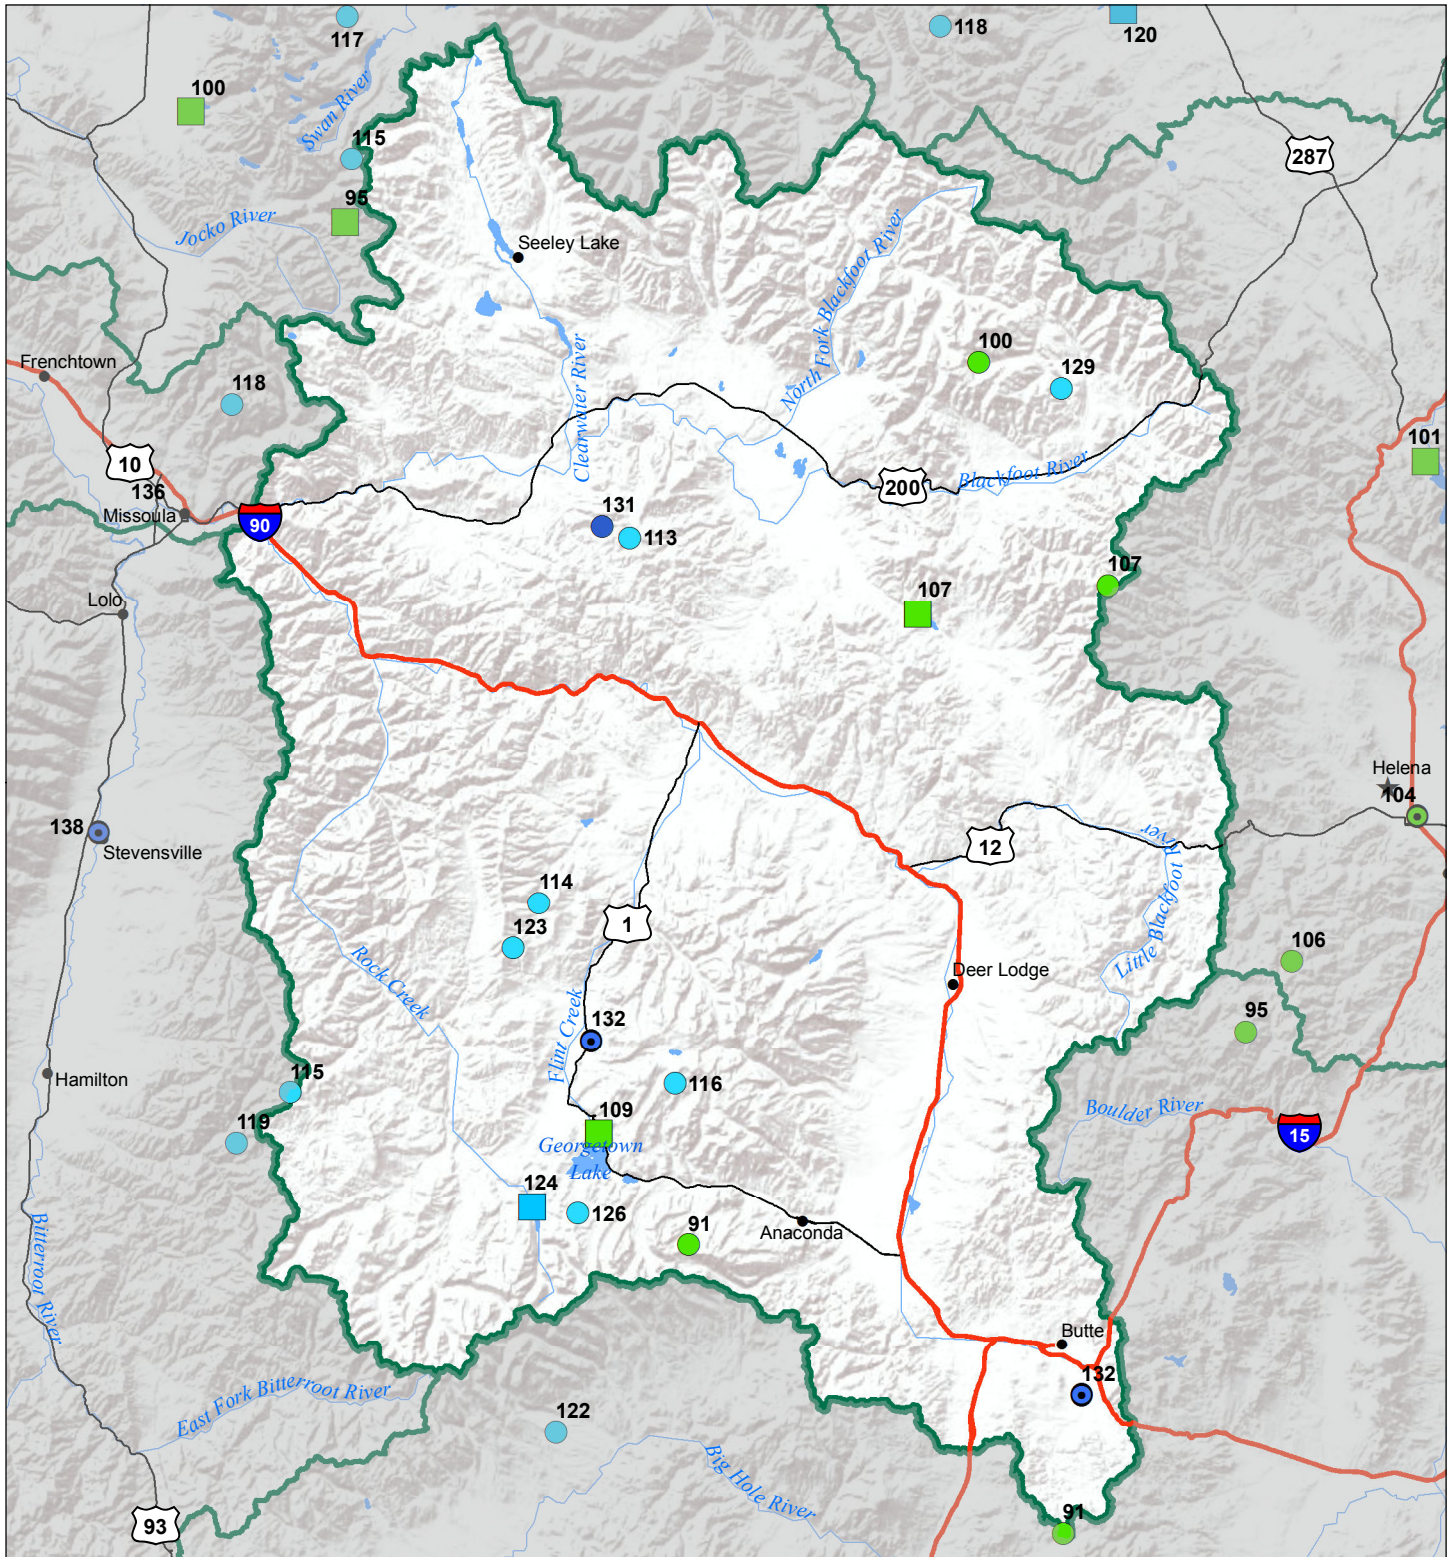 117
118
120
100
Swan River
115
287
95
Jocko River
Seeley Lake
North Fork Blackfoot River
Frenchtown
100
129
118
Clearwater River
10
101
136
Missoula
200
Blackfoot River
90
131
113
107
Lolo
107
Helena
104
138
Stevensville
12
Little Blackfoot River
114
1
123
106
Rock Creek
Deer Lodge
Flint Creek
132
95
Hamilton
115
116
109
Boulder River
119
15
Georgetown
Lake
124
126
91
Anaconda
Bitterroot River
Butte
132
East Fork Bitterroot River
122
Big Hole River
93
91